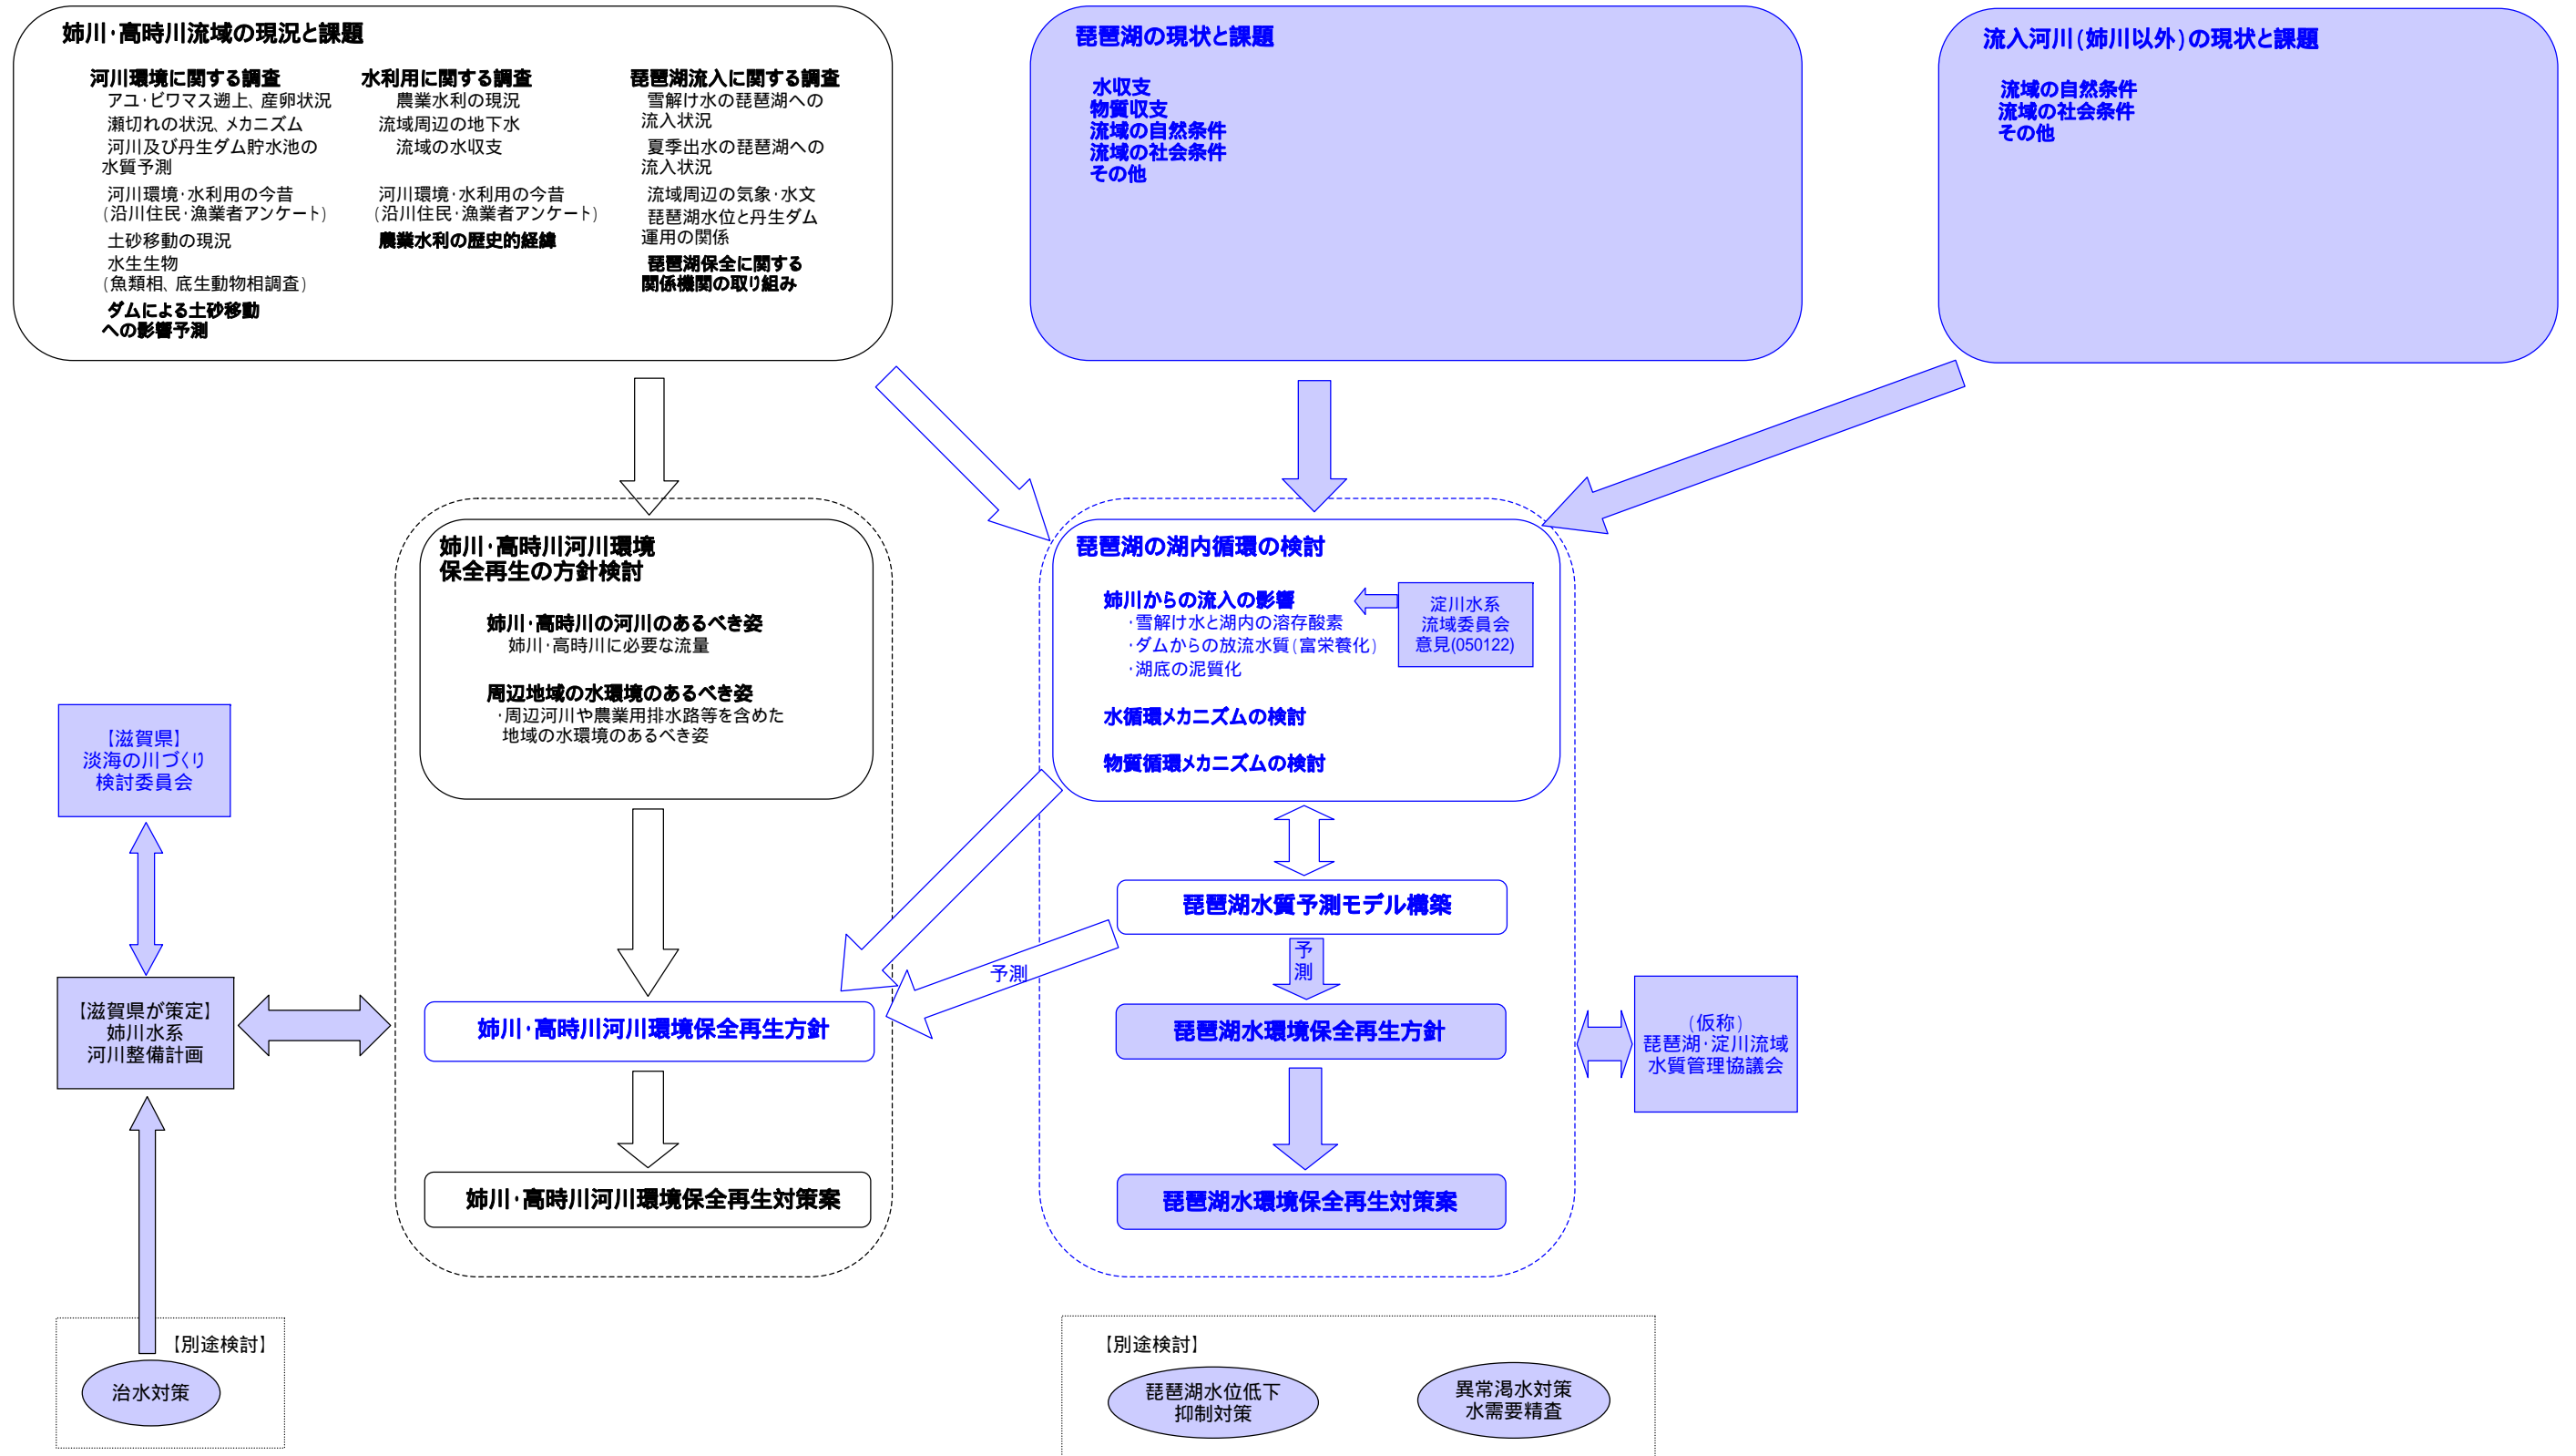 姉川・高時川流域の現況と課題
河川環境に関する調査
アユ・ビワマス遡上、産卵状況
瀬切れの状況、メカニズム
河川及び丹生ダム貯水池の
水質予測
河川環境・水利用の今昔
(沿川住民・漁業者アンケート)
土砂移動の現況
水生生物
(魚類相、底生動物相調査)
ダムによる土砂移動
への影響予測
水利用に関する調査
農業水利の現況
流域周辺の地下水
流域の水収支
河川環境・水利用の今昔
(沿川住民・漁業者アンケート)
農業水利の歴史的経緯
琵琶湖流入に関する調査
雪解け水の琵琶湖への
流入状況
夏季出水の琵琶湖への
流入状況
流域周辺の気象・水文
琵琶湖水位と丹生ダム
運用の関係
琵琶湖保全に関する
関係機関の取り組み
琵琶湖の現状と課題
水収支
物質収支
流域の自然条件
流域の社会条件
その他
流入河川(姉川以外)の現状と課題
流域の自然条件
流域の社会条件
その他
姉川・高時川河川環境
保全再生の方針検討
姉川・高時川の河川のあるべき姿
姉川・高時川に必要な流量
周辺地域の水環境のあるべき姿
・周辺河川や農業用排水路等を含めた
地域の水環境のあるべき姿
琵琶湖の湖内循環の検討
姉川からの流入の影響
・雪解け水と湖内の溶存酸素
・ダムからの放流水質(富栄養化)
・湖底の泥質化
淀川水系
流域委員会
意見(050122)
水循環メカニズムの検討
物質循環メカニズムの検討
【滋賀県】
淡海の川づくり
検討委員会
琵琶湖水質予測モデル構築
予測
予
測
【滋賀県が策定】
姉川水系
河川整備計画
姉川・高時川河川環境保全再生方針
琵琶湖水環境保全再生方針
(仮称)
琵琶湖・淀川流域
水質管理協議会
姉川・高時川河川環境保全再生対策案
琵琶湖水環境保全再生対策案
【別途検討】
治水対策
【別途検討】
琵琶湖水位低下
抑制対策
異常渇水対策
水需要精査